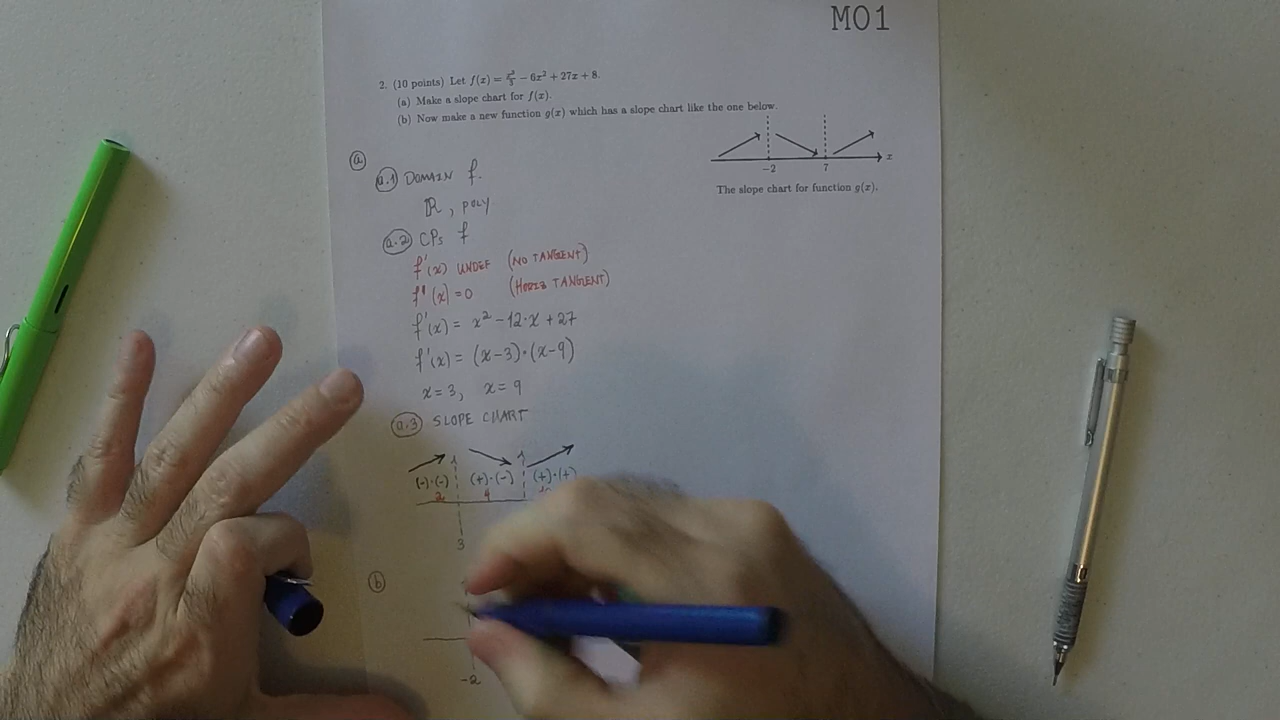 M01
2. (10 points) Let f(x) = x³/3 − 6x² + 27x + 8.
(a) Make a slope chart for f(x).
(b) Now make a new function g(x) which has a slope chart like the one below.
−2 7 x
The slope chart for function g(x).
a
a.1 DOMAIN f.
ℝ, POLY
a.2 CPs f
f'(x) UNDEF (NO TANGENT)
f'(x) = 0 (HORIZ TANGENT)
f'(x) = x² − 12·x + 27
f'(x) = (x−3)·(x−9)
x = 3, x = 9
a.3 SLOPE CHART
(−)·(−) (+)·(−) (+)·(+)
2 4
3
b
−2